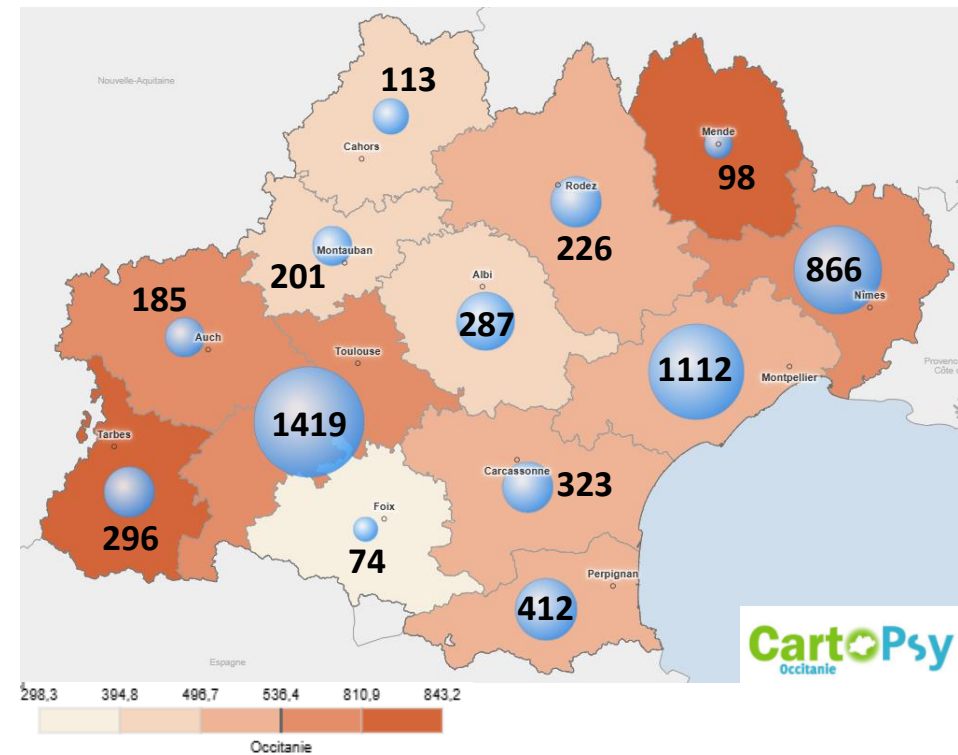 Nouvelle-Aquitaine
113
Cahors
Mende
98
Rodez
226
Montauban
201
866
Nîmes
Albi
287
185
Auch
Toulouse
1112
Montpellier
Provenc
Côte d
1419
Tarbes
296
Carcassonne
323
Foix
74
Perpignan
412
Espagne
CartoPsy
Occitanie
298,3 394,8 496,7 536,4 810,9 843,2
Occitanie